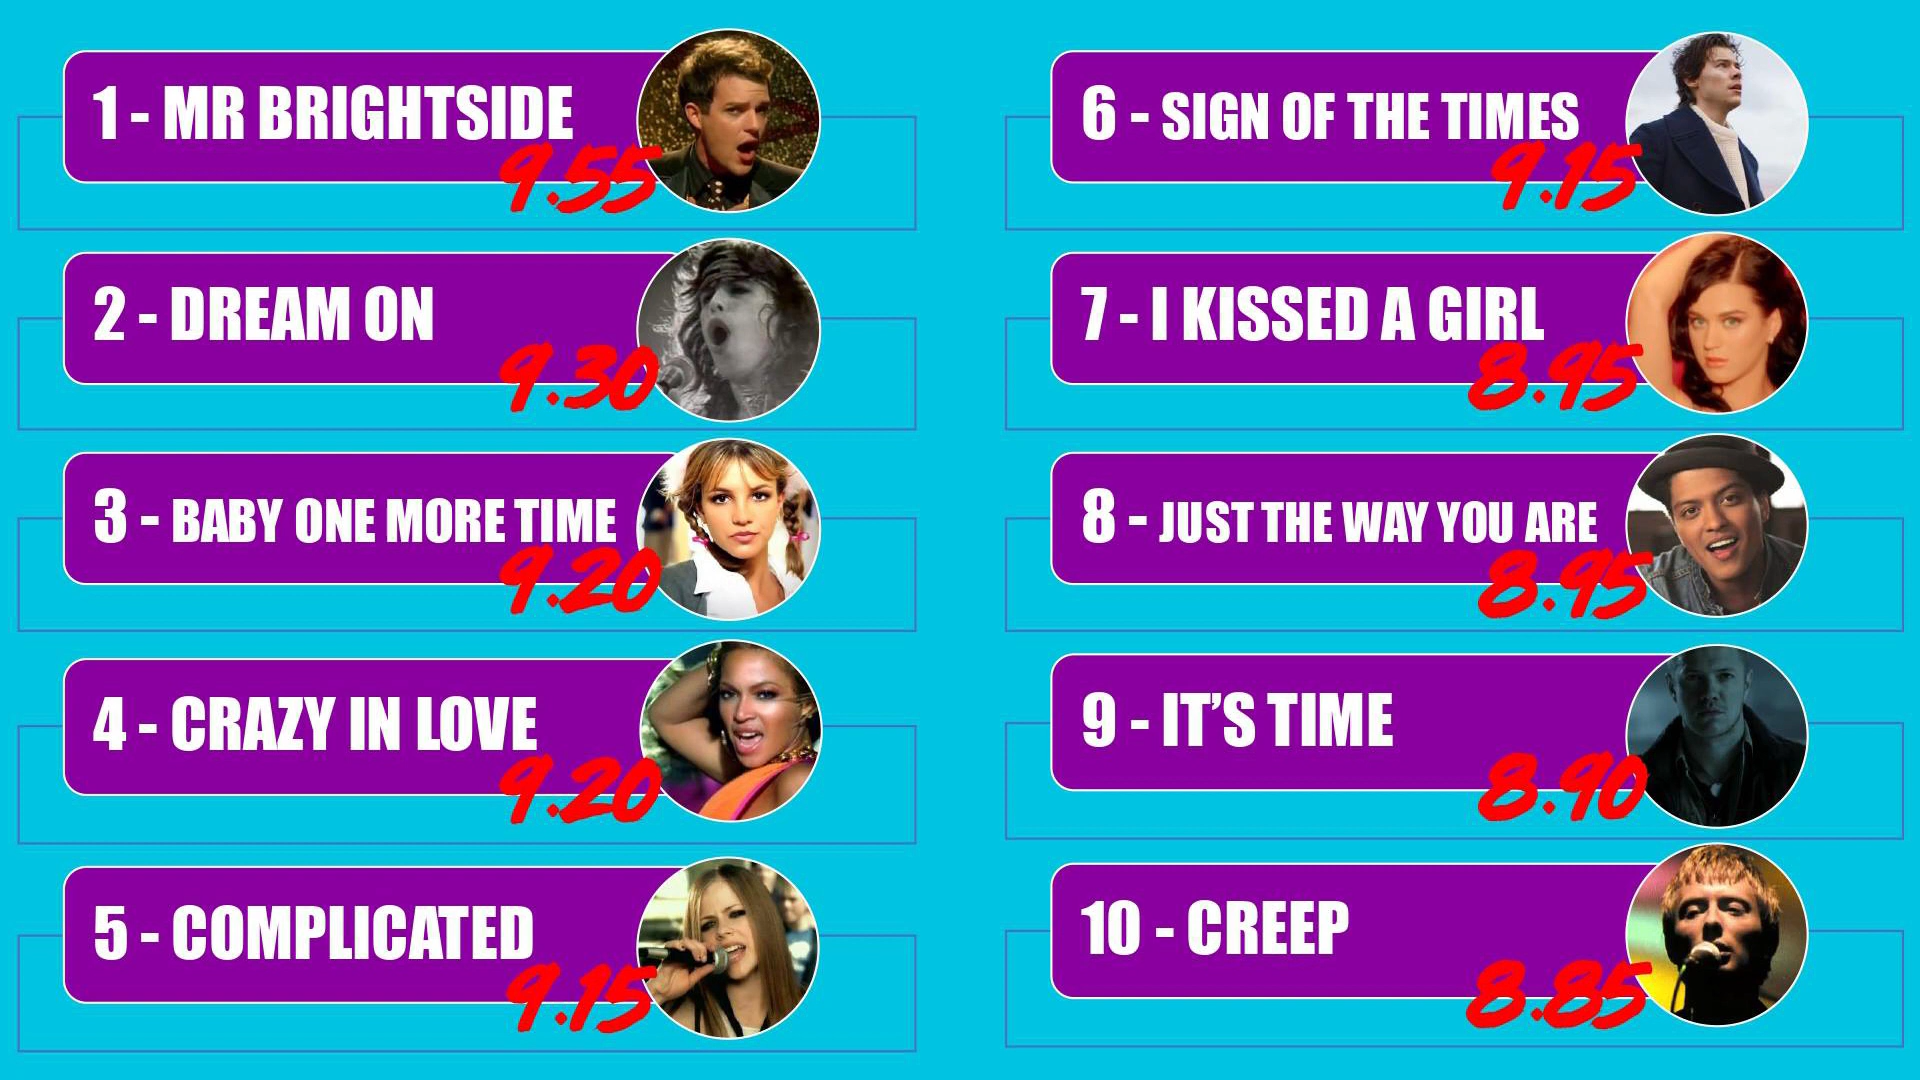 1 - MR BRIGHTSIDE
9.55
2 - DREAM ON
9.30
3 - BABY ONE MORE TIME
9.20
4 - CRAZY IN LOVE
9.20
5 - COMPLICATED
9.15
6 - SIGN OF THE TIMES
9.15
7 - I KISSED A GIRL
8.95
8 - JUST THE WAY YOU ARE
8.95
9 - IT’S TIME
8.90
10 - CREEP
8.85